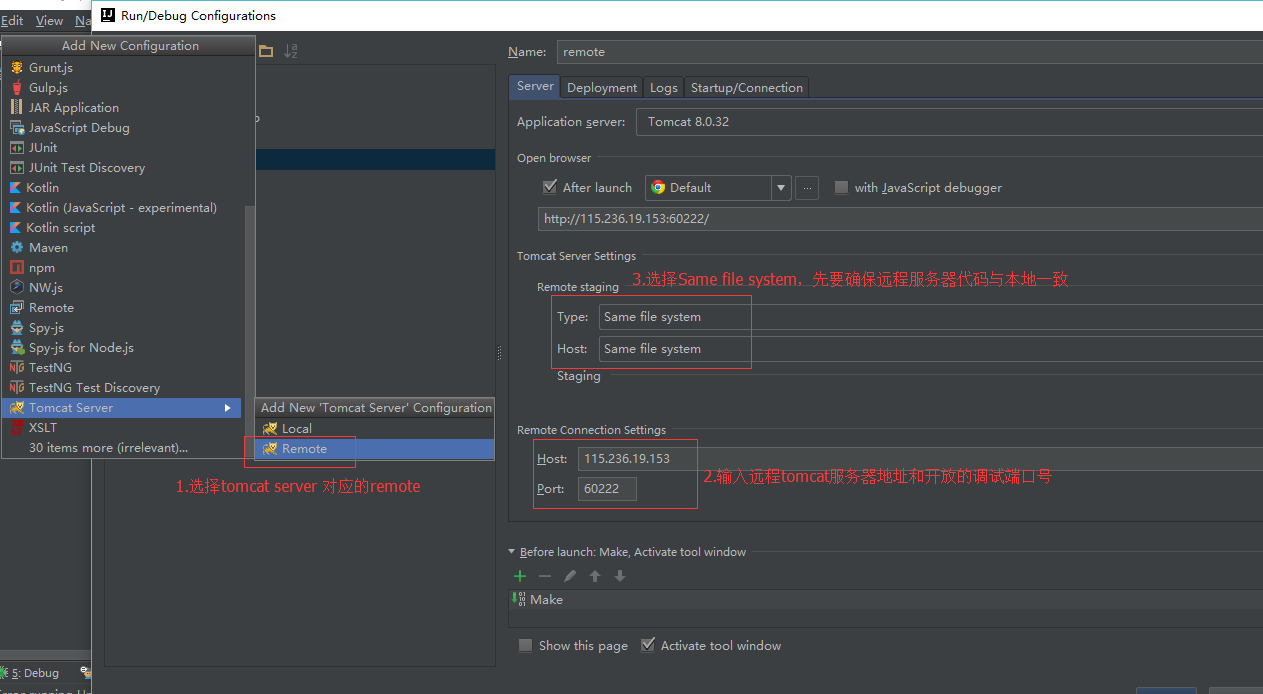 Run/Debug Configurations
Edit View Na
Add New Configuration
Grunt.js
Gulp.js
JAR Application
JavaScript Debug
JUnit
JUnit Test Discovery
Kotlin
Kotlin (JavaScript - experimental)
Kotlin script
Maven
npm
NW.js
Remote
Spy-js
Spy-js for Node.js
TestNG
TestNG Test Discovery
Tomcat Server
XSLT
30 items more (irrelevant)...
Add New 'Tomcat Server' Configuration
Local
Remote
1.选择tomcat server 对应的remote
5: Debug
Name: remote
Server Deployment Logs Startup/Connection
Application server: Tomcat 8.0.32
Open browser
After launch Default ... with JavaScript debugger
http://115.236.19.153:60222/
Tomcat Server Settings
3.选择Same file system，先要确保远程服务器代码与本地一致
Remote staging
Type: Same file system
Host: Same file system
Staging
Remote Connection Settings
Host: 115.236.19.153
2.输入远程tomcat服务器地址和开放的调试端口号
Port: 60222
Before launch: Make, Activate tool window
Make
Show this page Activate tool window